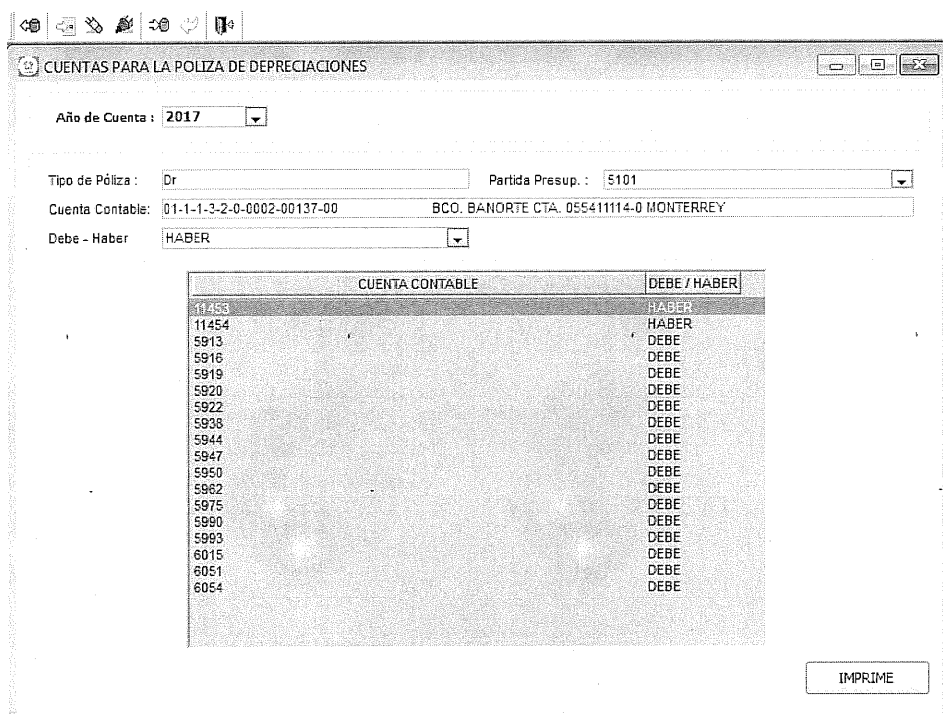 CUENTAS PARA LA POLIZA DE DEPRECIACIONES
Año de Cuenta : 2017
Tipo de Póliza : Dr Partida Presup. : 5101
Cuenta Contable: 01-1-1-3-2-0-0002-00137-00 BCO. BANORTE CTA. 055411114-0 MONTERREY
Debe - Haber HABER
CUENTA CONTABLE DEBE / HABER
11453 HABER
11454 HABER
5913 DEBE
5916 DEBE
5919 DEBE
5920 DEBE
5922 DEBE
5938 DEBE
5944 DEBE
5947 DEBE
5950 DEBE
5962 DEBE
5975 DEBE
5990 DEBE
5993 DEBE
6015 DEBE
6051 DEBE
6054 DEBE
IMPRIME